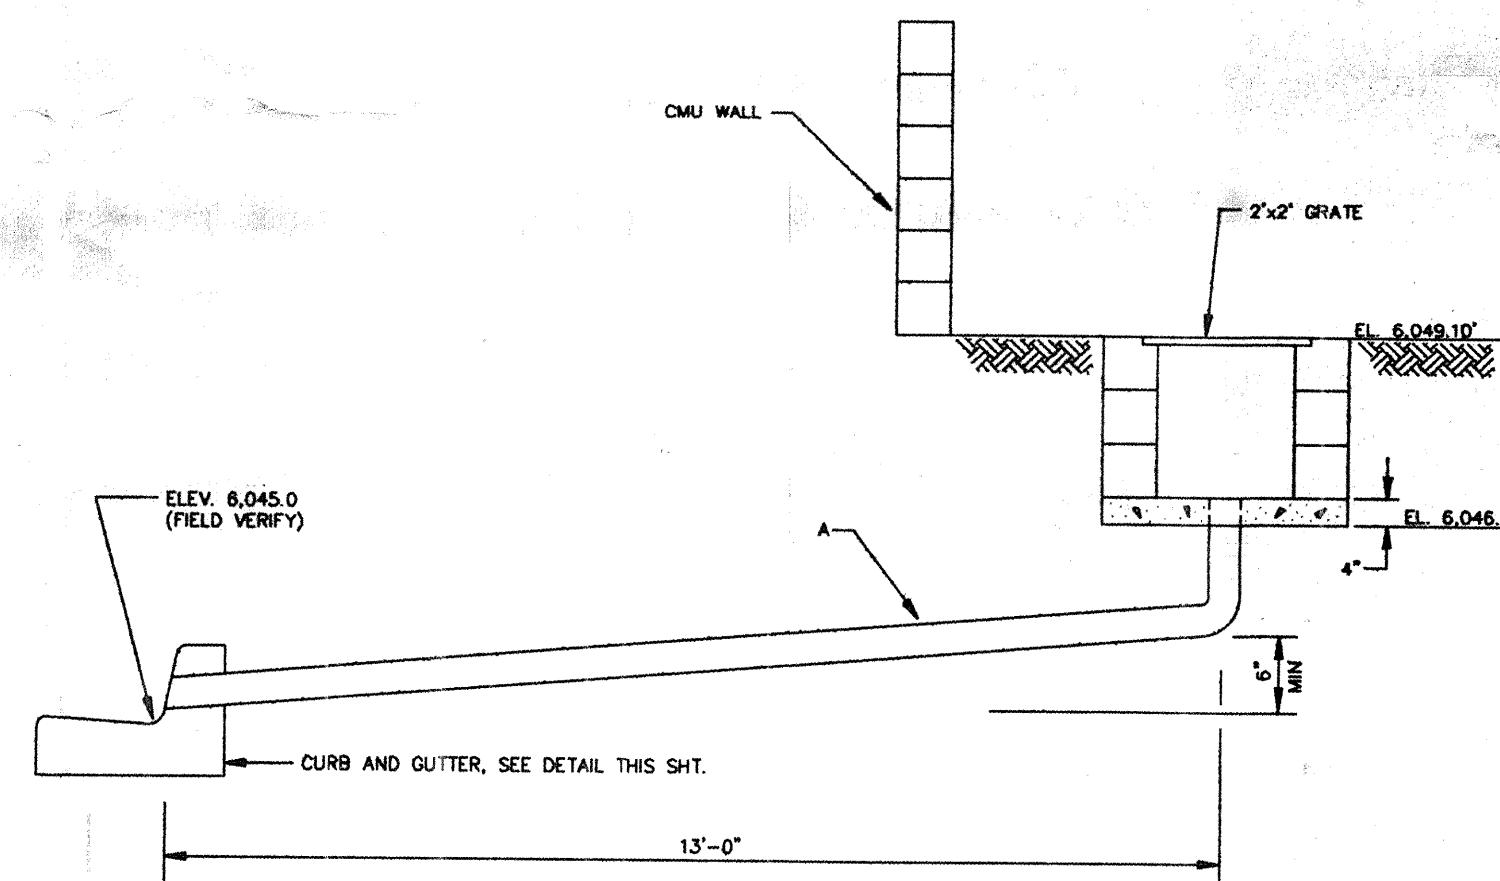 CMU WALL
2'x2' GRATE
EL. 6,049.10'
ELEV. 6,045.0
(FIELD VERIFY)
A
EL. 6,046.
4"
6"
MIN
CURB AND GUTTER, SEE DETAIL THIS SHT.
13'-0"